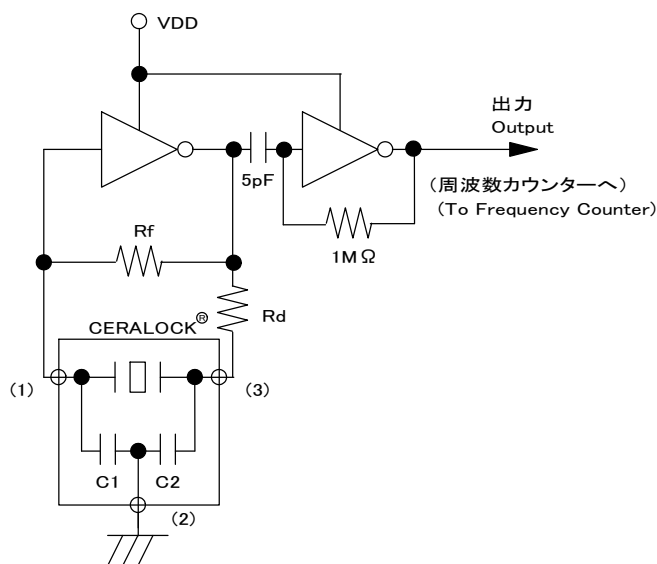 VDD
出力
Output
5pF
(周波数カウンターへ)
(To Frequency Counter)
Rf
1MΩ
Rd
CERALOCK®
(1)
(3)
C1
C2
(2)